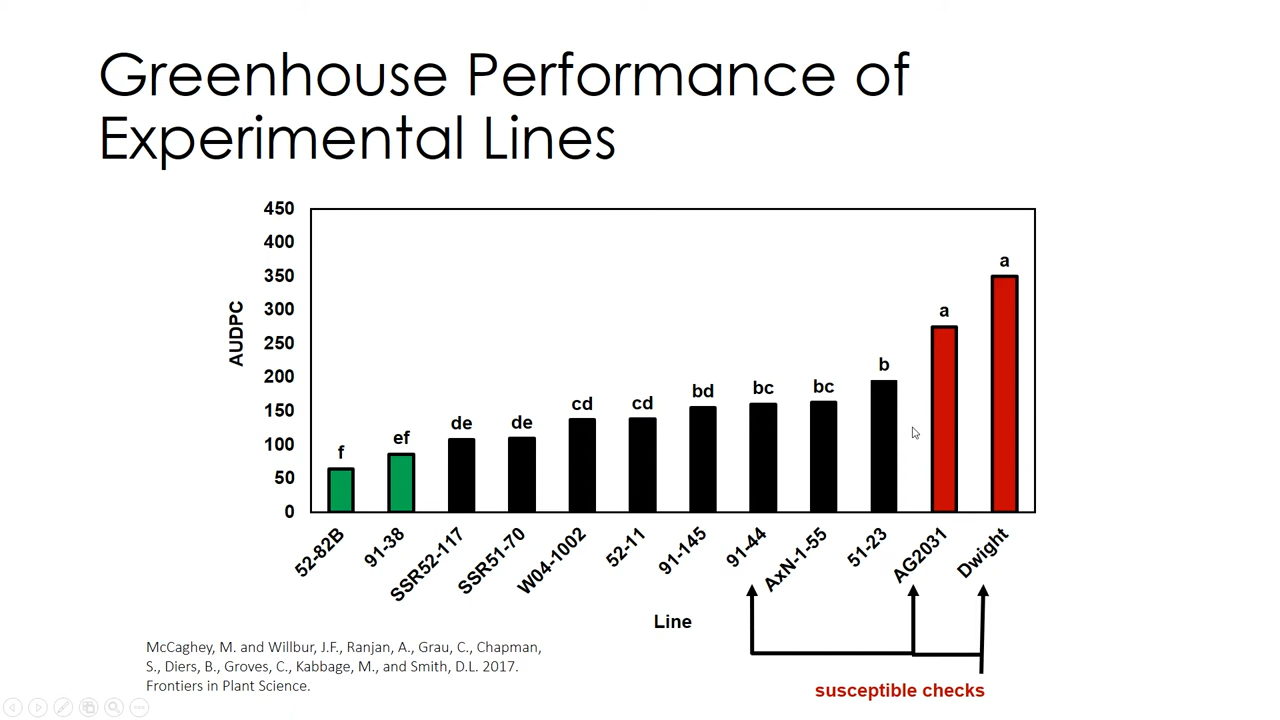 Greenhouse Performance of
Experimental Lines
450
400
350
300
250
200
150
100
50
0
AUDPC
f
ef
de
de
cd
cd
bd
bc
bc
b
a
a
52-82B
91-38
SSR52-117
SSR51-70
W04-1002
52-11
91-145
91-44
AxN-1-55
51-23
AG2031
Dwight
Line
McCaghey, M. and Willbur, J.F., Ranjan, A., Grau, C., Chapman,
S., Diers, B., Groves, C., Kabbage, M., and Smith, D.L. 2017.
Frontiers in Plant Science.
susceptible checks